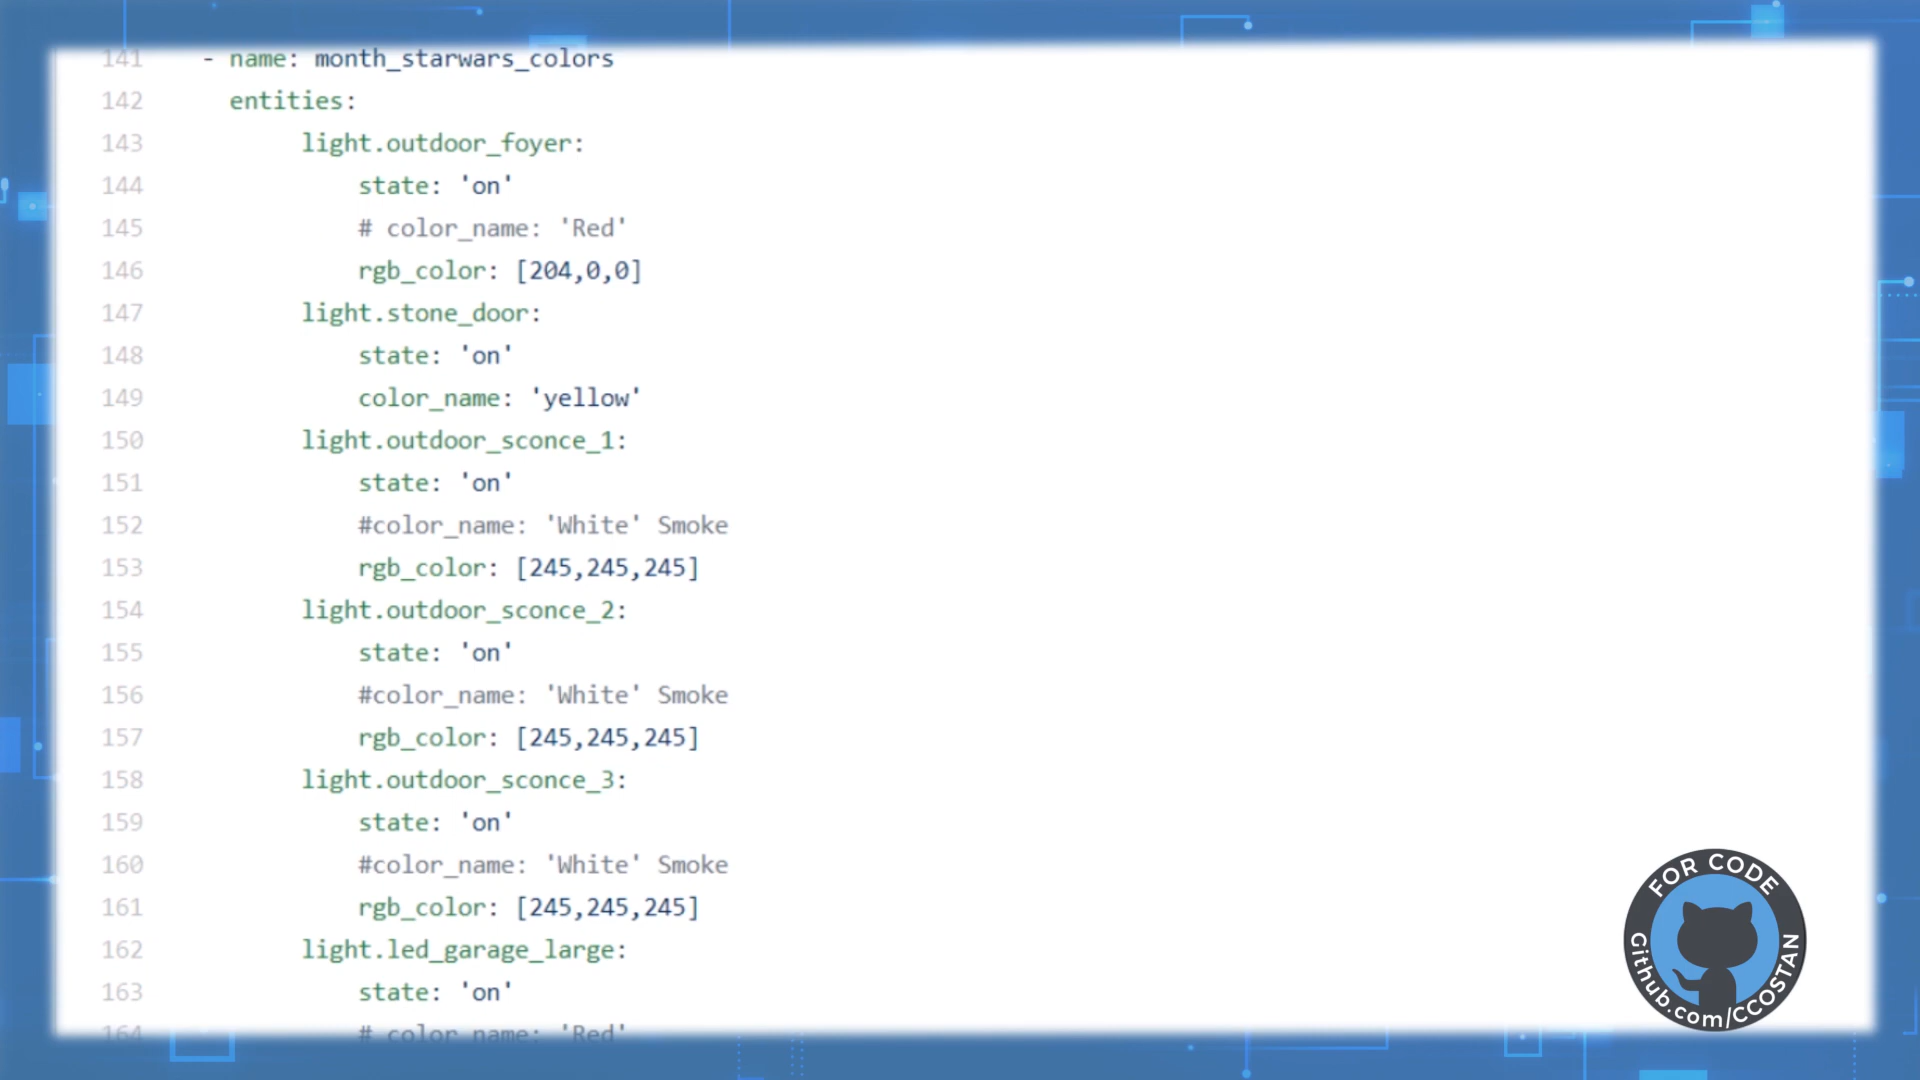 141 - name: month_starwars_colors
142 entities:
143 light.outdoor_foyer:
144 state: 'on'
145 # color_name: 'Red'
146 rgb_color: [204,0,0]
147 light.stone_door:
148 state: 'on'
149 color_name: 'yellow'
150 light.outdoor_sconce_1:
151 state: 'on'
152 #color_name: 'White' Smoke
153 rgb_color: [245,245,245]
154 light.outdoor_sconce_2:
155 state: 'on'
156 #color_name: 'White' Smoke
157 rgb_color: [245,245,245]
158 light.outdoor_sconce_3:
159 state: 'on'
160 #color_name: 'White' Smoke
161 rgb_color: [245,245,245]
162 light.led_garage_large:
163 state: 'on'
164 # color_name: 'Red'
FOR CODE
Github.com/CCOSTAN